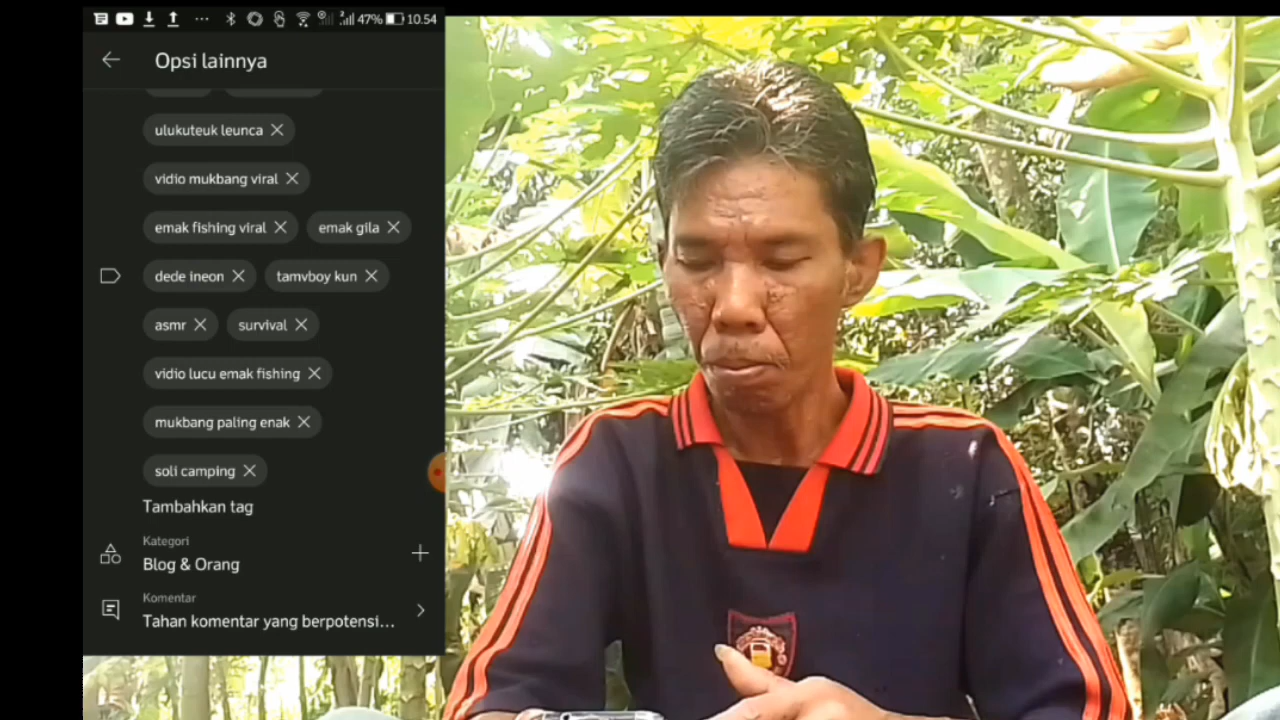 47% 10.54
Opsi lainnya
ulukuteuk leunca
vidio mukbang viral
emak fishing viral emak gila
dede ineon tamvboy kun
asmr survival
vidio lucu emak fishing
mukbang paling enak
soli camping
Tambahkan tag
Kategori
Blog & Orang
Komentar
Tahan komentar yang berpotensi...